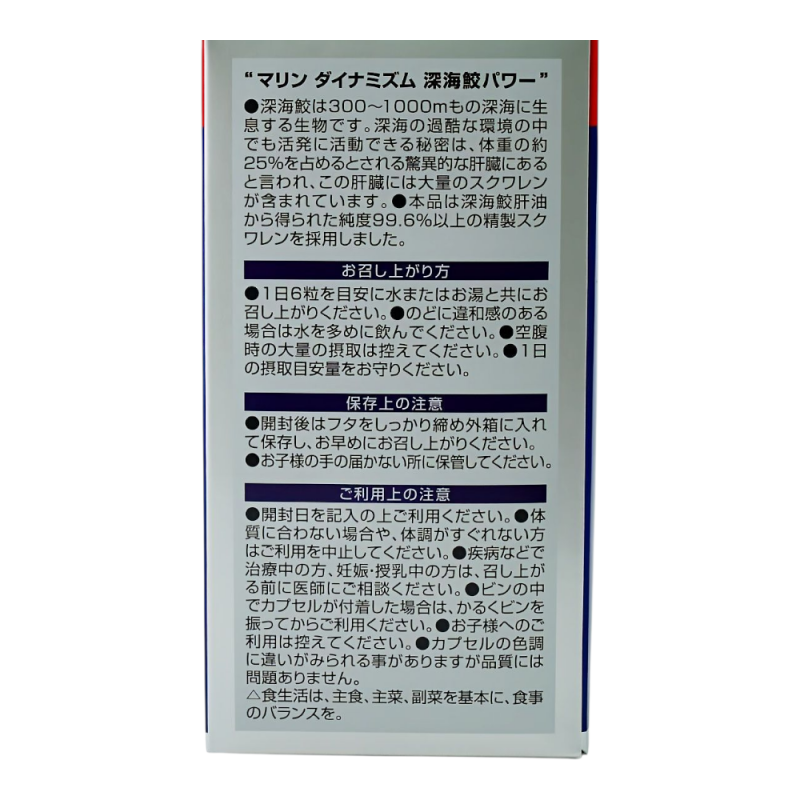 “マリン ダイナミズム 深海鮫パワー”
●深海鮫は300〜1000mもの深海に生
息する生物です。深海の過酷な環境の中
でも活発に活動できる秘密は、体重の約
25%を占めるとされる驚異的な肝臓にある
と言われ、この肝臓には大量のスクワレン
が含まれています。●本品は深海鮫肝油
から得られた純度99.6%以上の精製スク
ワレンを採用しました。
お召し上がり方
●1日6粒を目安に水またはお湯と共にお
召し上がりください。●のどに違和感のある
場合は水を多めに飲んでください。●空腹
時の大量の摂取は控えてください。●1日
の摂取目安量をお守りください。
保存上の注意
●開封後はフタをしっかり締め外箱に入れ
て保存し、お早めにお召し上がりください。
●お子様の手の届かない所に保管してください。
ご利用上の注意
●開封日を記入の上ご利用ください。●体
質に合わない場合や、体調がすぐれない方
はご利用を中止してください。●疾病などで
治療中の方、妊娠・授乳中の方は、召し上が
る前に医師にご相談ください。●ビンの中
でカプセルが付着した場合は、かるくビンを
振ってからご利用ください。●お子様へのご
利用は控えてください。●カプセルの色調
に違いがみられる事がありますが品質には
問題ありません。
△食生活は、主食、主菜、副菜を基本に、食事
のバランスを。